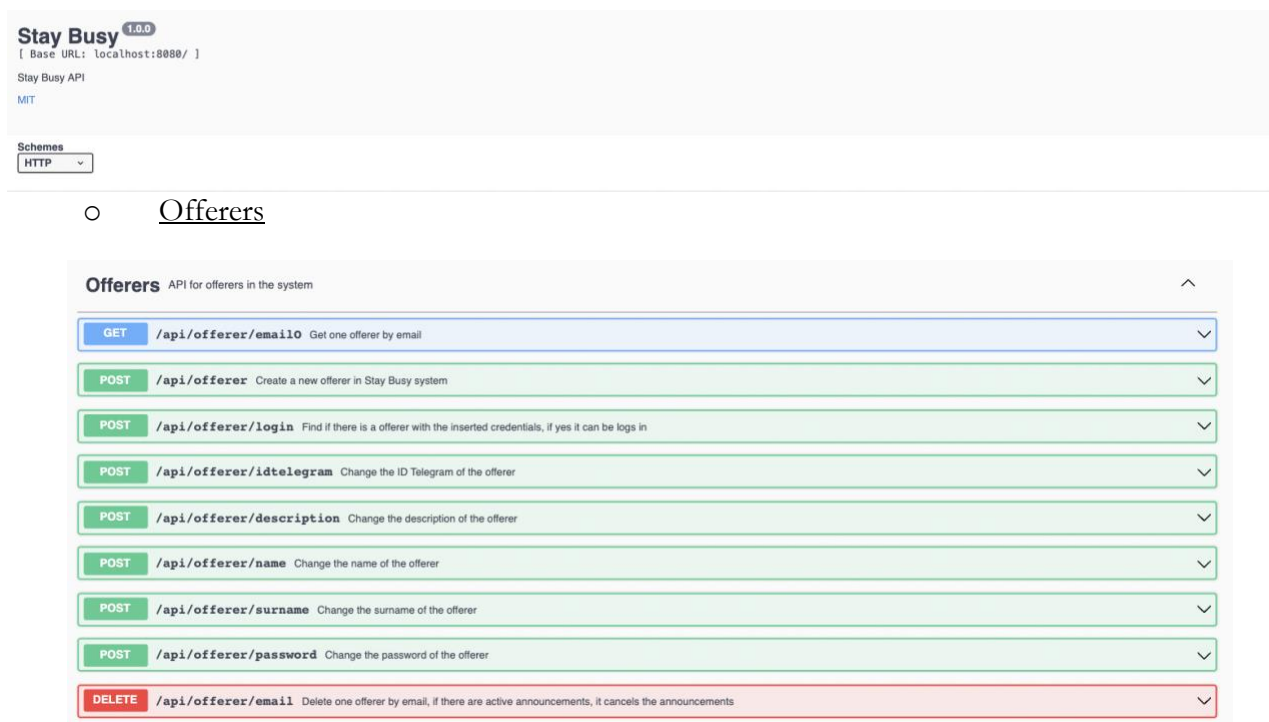 Stay Busy 1.0.0
[ Base URL: localhost:8080/ ]
Stay Busy API
MIT
Schemes
HTTP
o Offerers
Offerers API for offerers in the system
GET /api/offerer/emailO Get one offerer by email
POST /api/offerer Create a new offerer in Stay Busy system
POST /api/offerer/login Find if there is a offerer with the inserted credentials, if yes it can be logs in
POST /api/offerer/idtelegram Change the ID Telegram of the offerer
POST /api/offerer/description Change the description of the offerer
POST /api/offerer/name Change the name of the offerer
POST /api/offerer/surname Change the surname of the offerer
POST /api/offerer/password Change the password of the offerer
DELETE /api/offerer/email Delete one offerer by email, if there are active announcements, it cancels the announcements